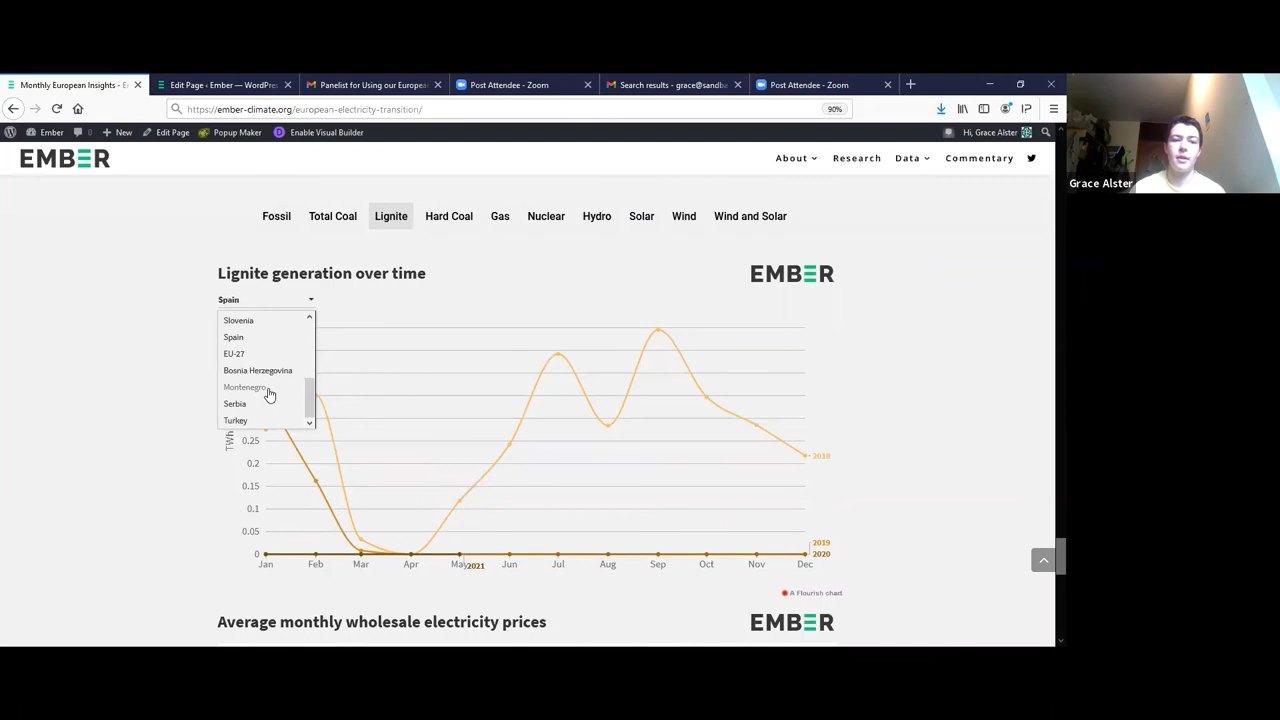 Monthly European Insights - E
Edit Page ‹ Ember — WordPres
Panelist for Using our European
Post Attendee - Zoom
Search results - grace@sandba
Post Attendee - Zoom
https://ember-climate.org/european-electricity-transition/
90%
Ember
0
New
Edit Page
Popup Maker
Enable Visual Builder
Hi, Grace Alster
EMBER
About
Research
Data
Commentary
Grace Alster
Fossil
Total Coal
Lignite
Hard Coal
Gas
Nuclear
Hydro
Solar
Wind
Wind and Solar
Lignite generation over time
EMBER
Spain
Slovenia
Spain
EU-27
Bosnia Herzegovina
Montenegro
Serbia
Turkey
TWh
0.25
0.2
0.15
0.1
0.05
0
2018
2019
2020
2021
Jan
Feb
Mar
Apr
May
Jun
Jul
Aug
Sep
Oct
Nov
Dec
A Flourish chart
Average monthly wholesale electricity prices
EMBER